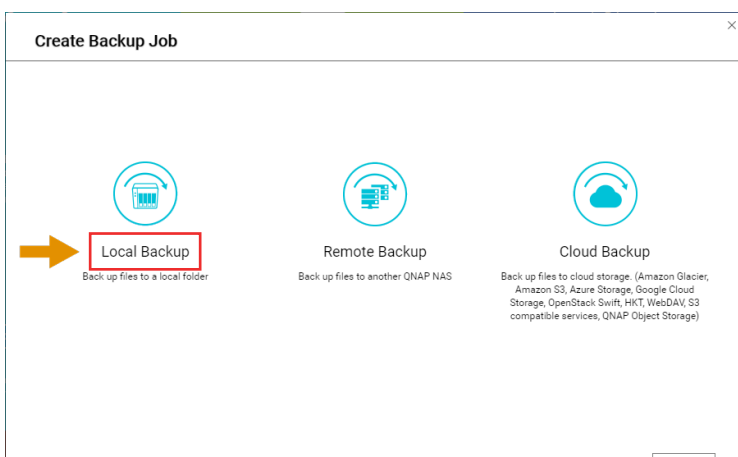 Create Backup Job
Local Backup
Back up files to a local folder
Remote Backup
Back up files to another QNAP NAS
Cloud Backup
Back up files to cloud storage. (Amazon Glacier,
Amazon S3, Azure Storage, Google Cloud
Storage, OpenStack Swift, HKT, WebDAV, S3
compatible services, QNAP Object Storage)